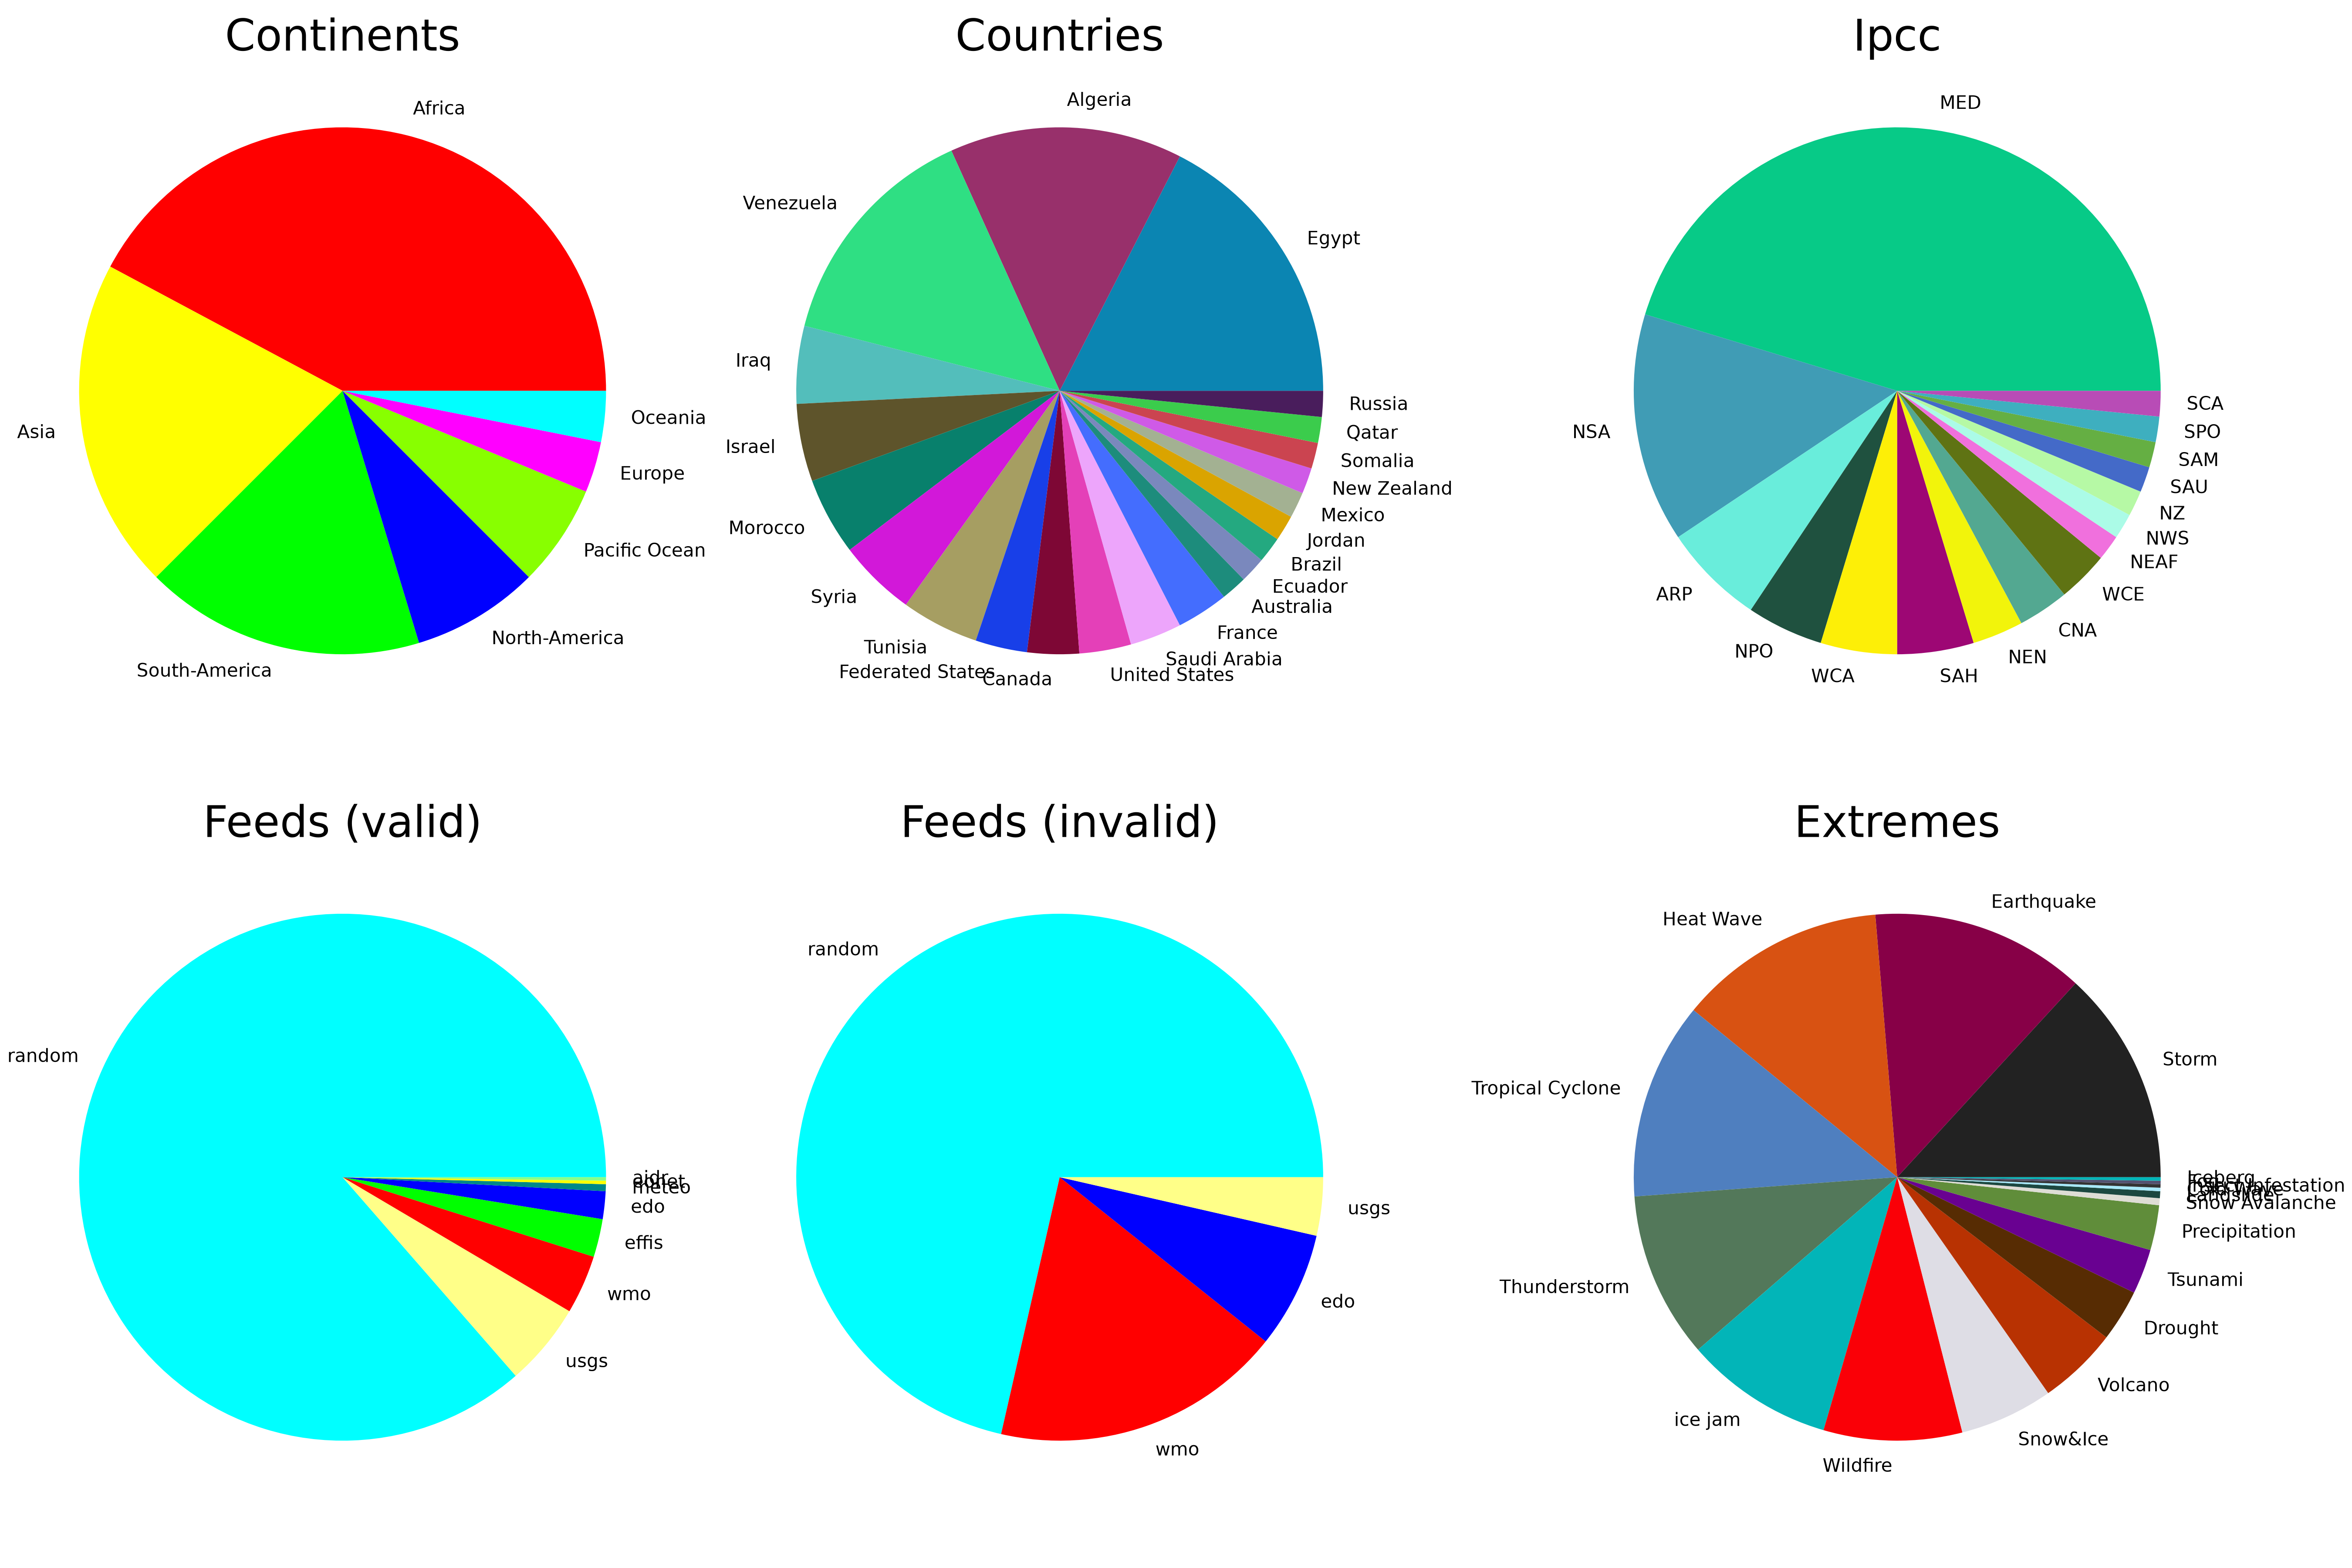 Continents
Africa
Asia
South-America
North-America
Pacific Ocean
Europe
Oceania
Countries
Egypt
Algeria
Venezuela
Iraq
Israel
Morocco
Syria
Tunisia
Federated States
Canada
United States
Saudi Arabia
France
Australia
Ecuador
Brazil
Jordan
Mexico
New Zealand
Somalia
Qatar
Russia
Ipcc
MED
NSA
ARP
NPO
WCA
SAH
NEN
CNA
WCE
NEAF
NWS
NZ
SAU
SAM
SPO
SCA
Feeds (valid)
random
usgs
wmo
effis
edo
meteo
aidr
Feeds (invalid)
random
wmo
edo
usgs
Extremes
Storm
Earthquake
Heat Wave
Tropical Cyclone
Thunderstorm
ice jam
Wildfire
Snow&Ice
Volcano
Drought
Tsunami
Precipitation
Snow Avalanche
Iceberg